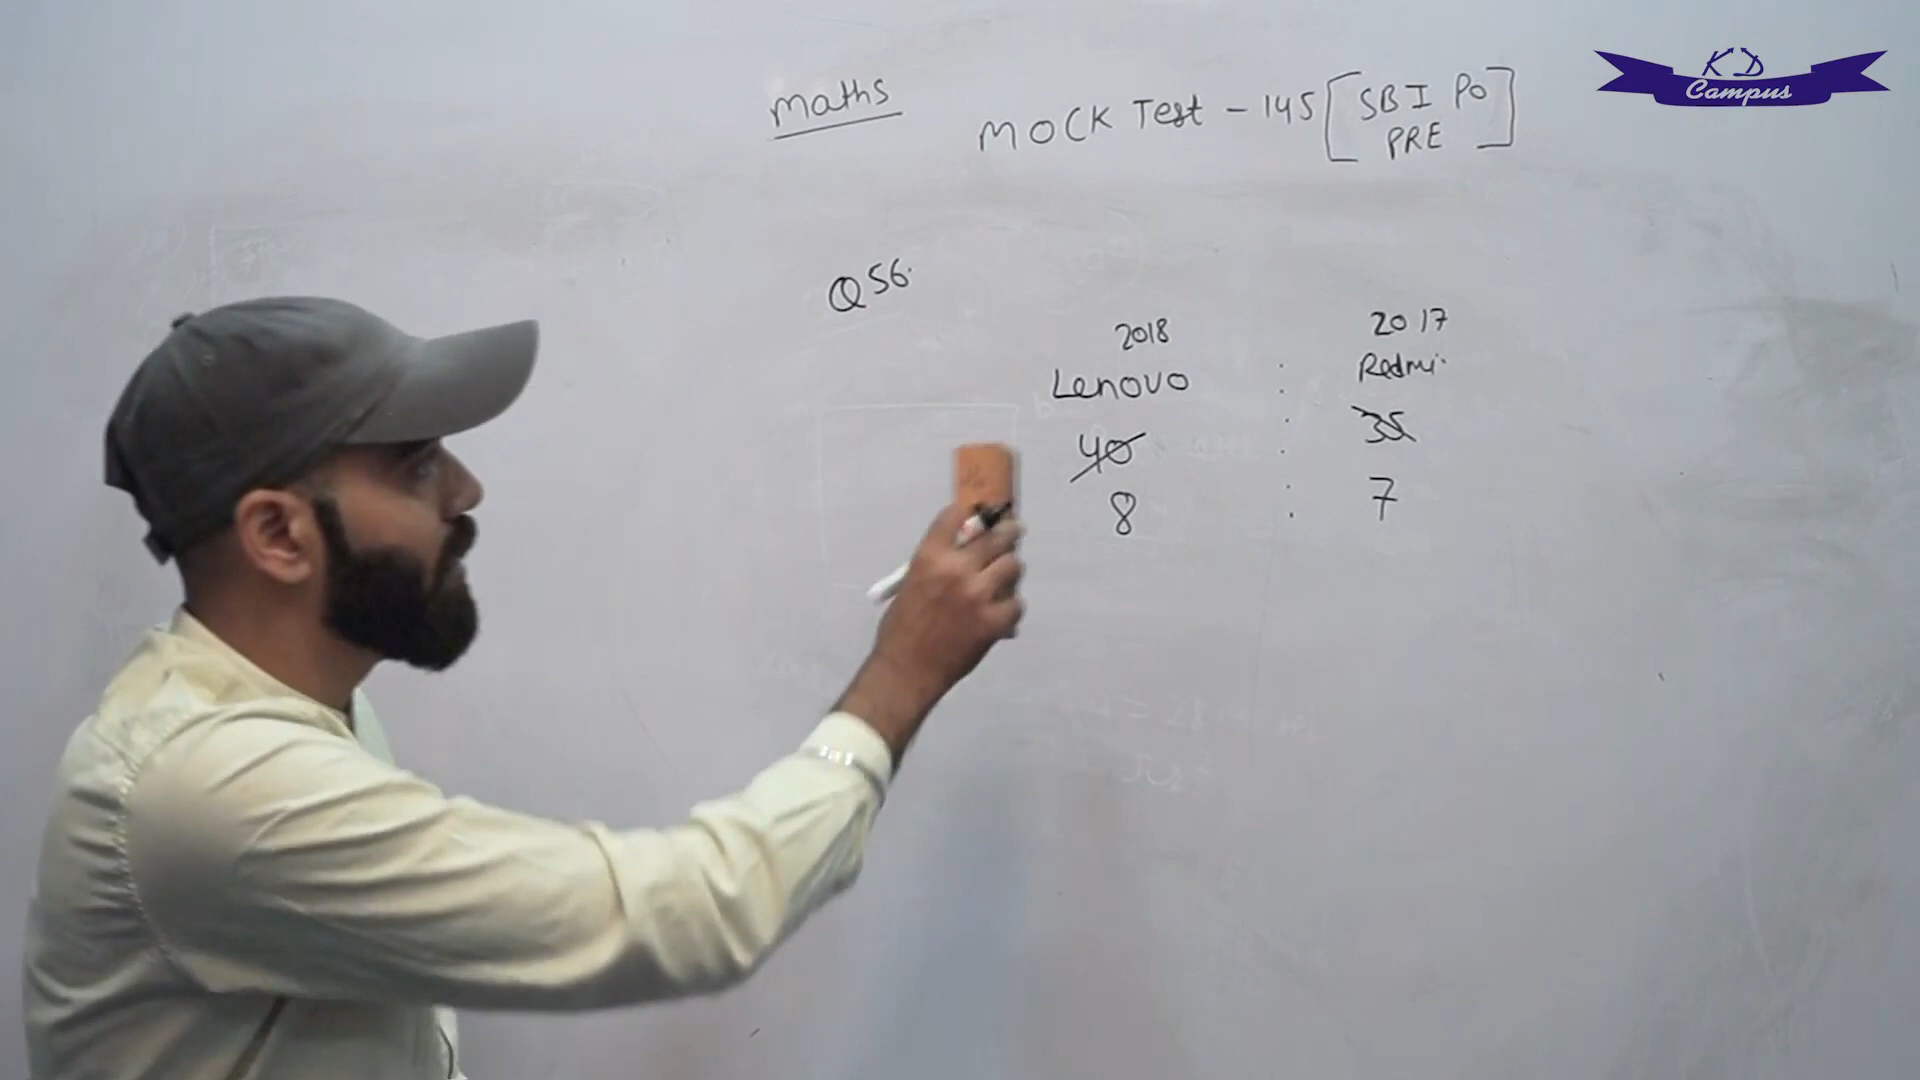 KD
Campus
Maths
MOCK Test - 145 [SBI PO
PRE]
Q56.
2018 2017
Lenovo : Redmi
40 : 35
8 : 7